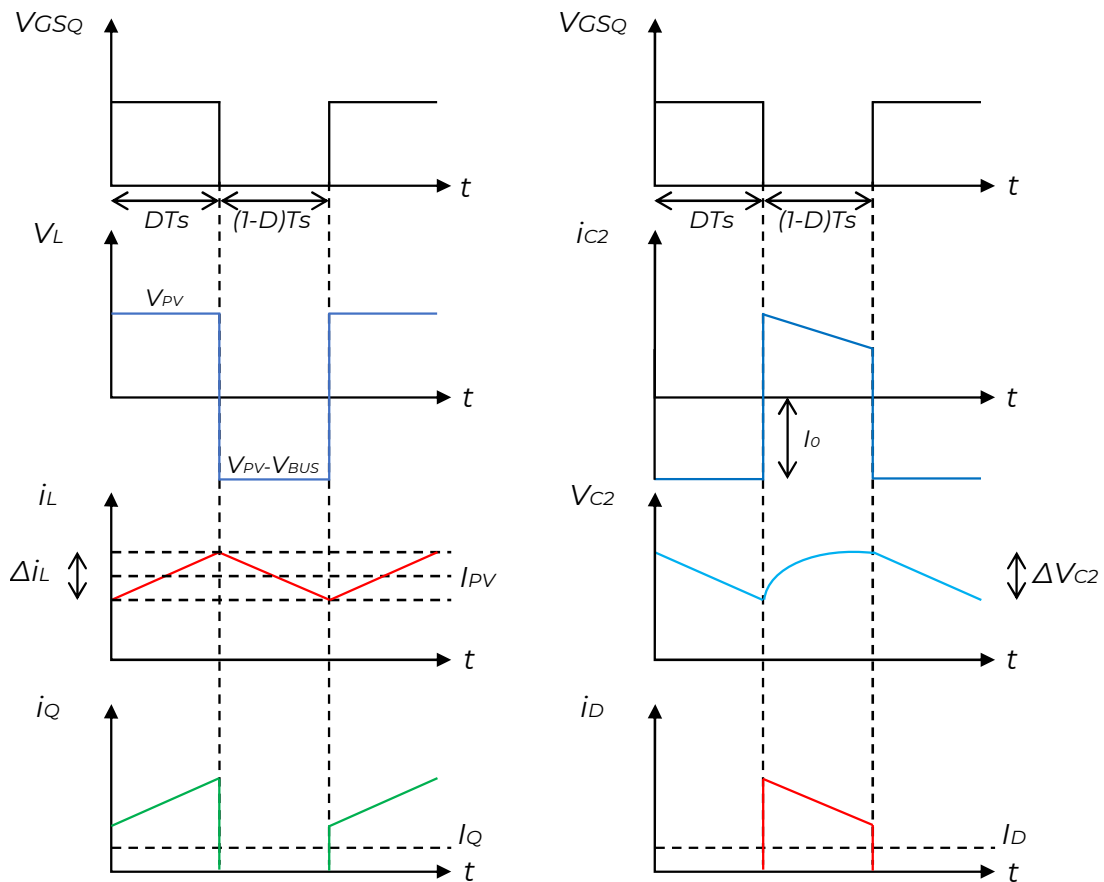 VGSQ
t
DTs
(1-D)Ts
VL
VPV
t
VPV-VBUS
iL
ΔiL
IPV
t
iQ
IQ
t
VGSQ
t
DTs
(1-D)Ts
iC2
t
I0
VC2
ΔVC2
t
iD
ID
t